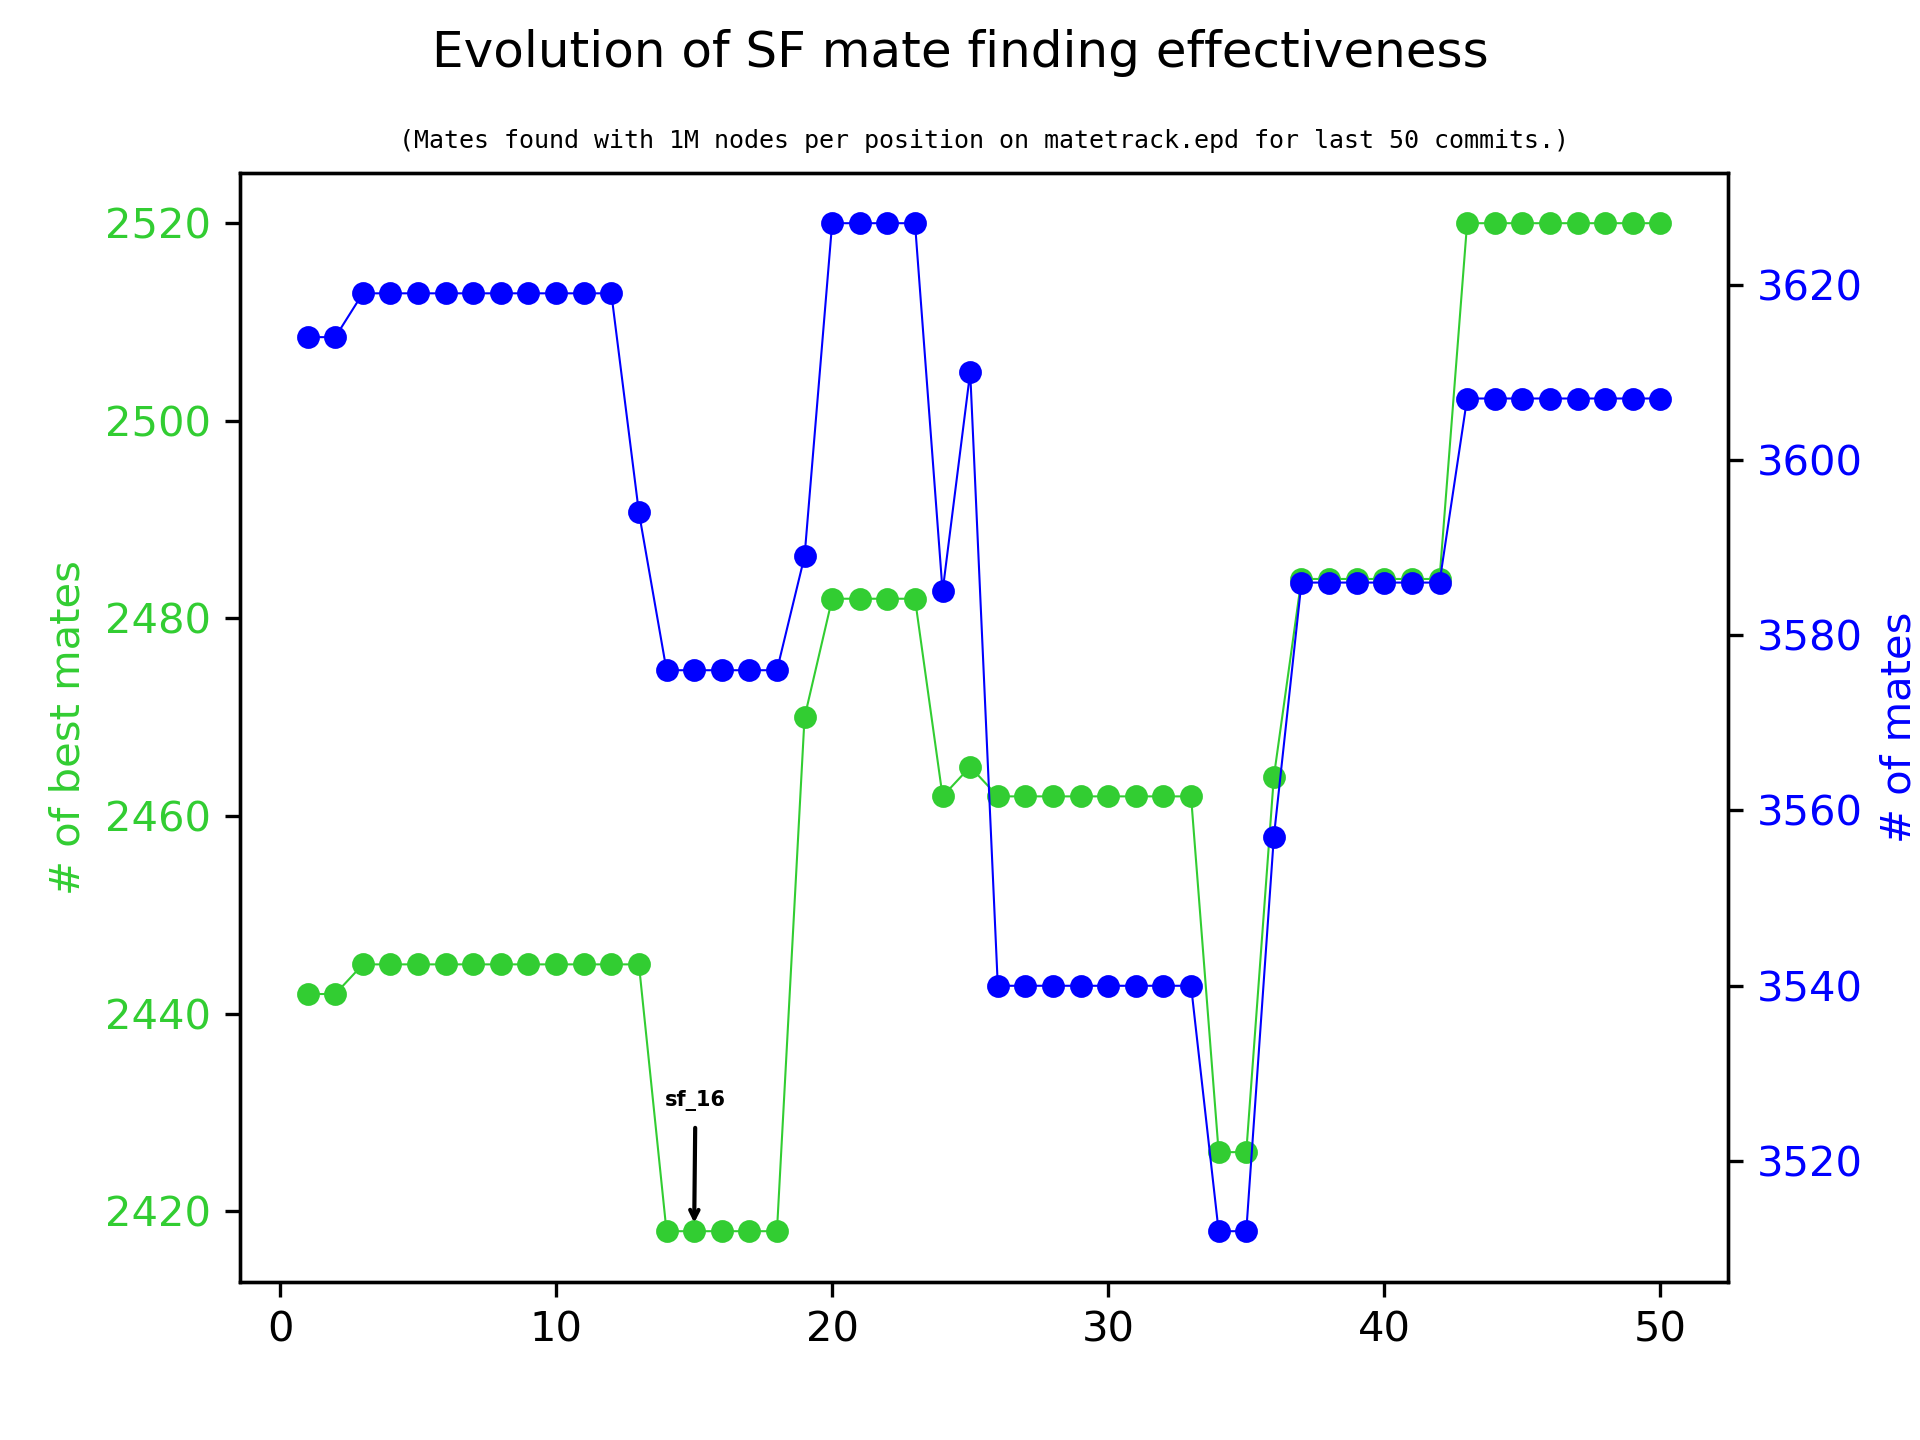 Evolution of SF mate finding effectiveness
(Mates found with 1M nodes per position on matetrack.epd for last 50 commits.)
# of best mates
2520
2500
2480
2460
2440
2420
sf_16
3620
3600
3580
3560
3540
3520
# of mates
0 10 20 30 40 50